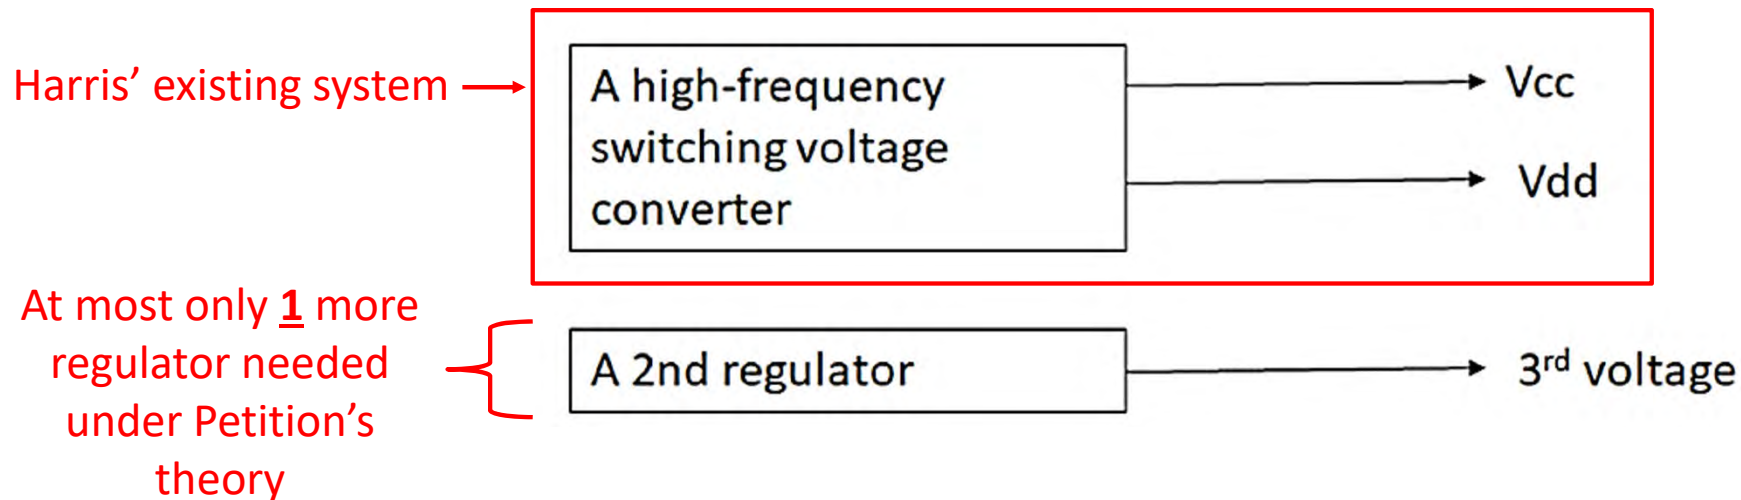 Harris’ existing system
A high-frequency
switching voltage
converter
Vcc
Vdd
At most only 1 more
regulator needed
under Petition’s
theory
A 2nd regulator
3rd voltage